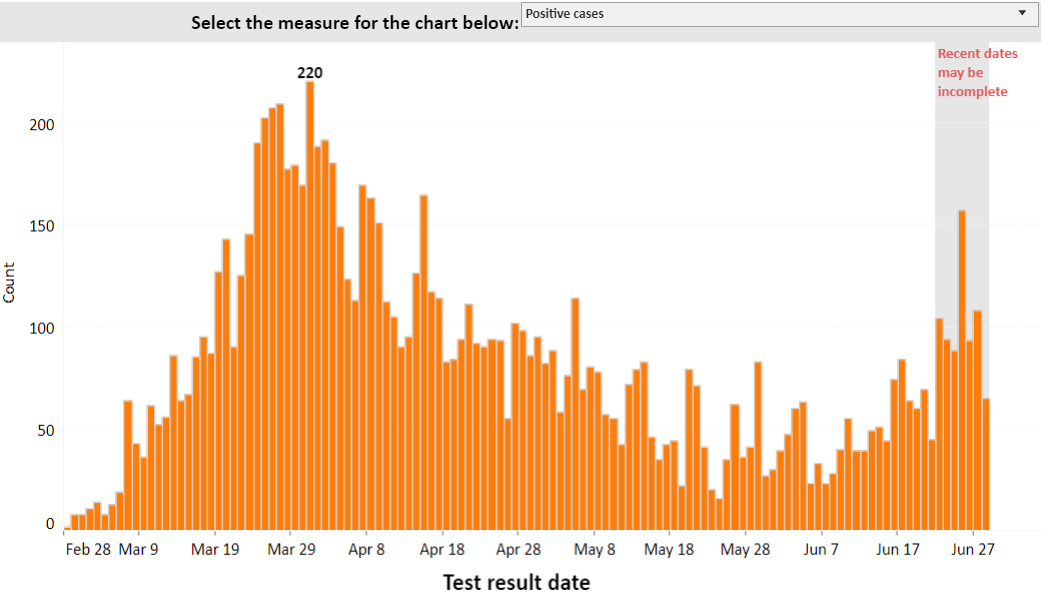 Select the measure for the chart below: Positive cases
Recent dates
may be
incomplete
220
200
150
100
50
0
Count
Feb 28 Mar 9 Mar 19 Mar 29 Apr 8 Apr 18 Apr 28 May 8 May 18 May 28 Jun 7 Jun 17 Jun 27
Test result date